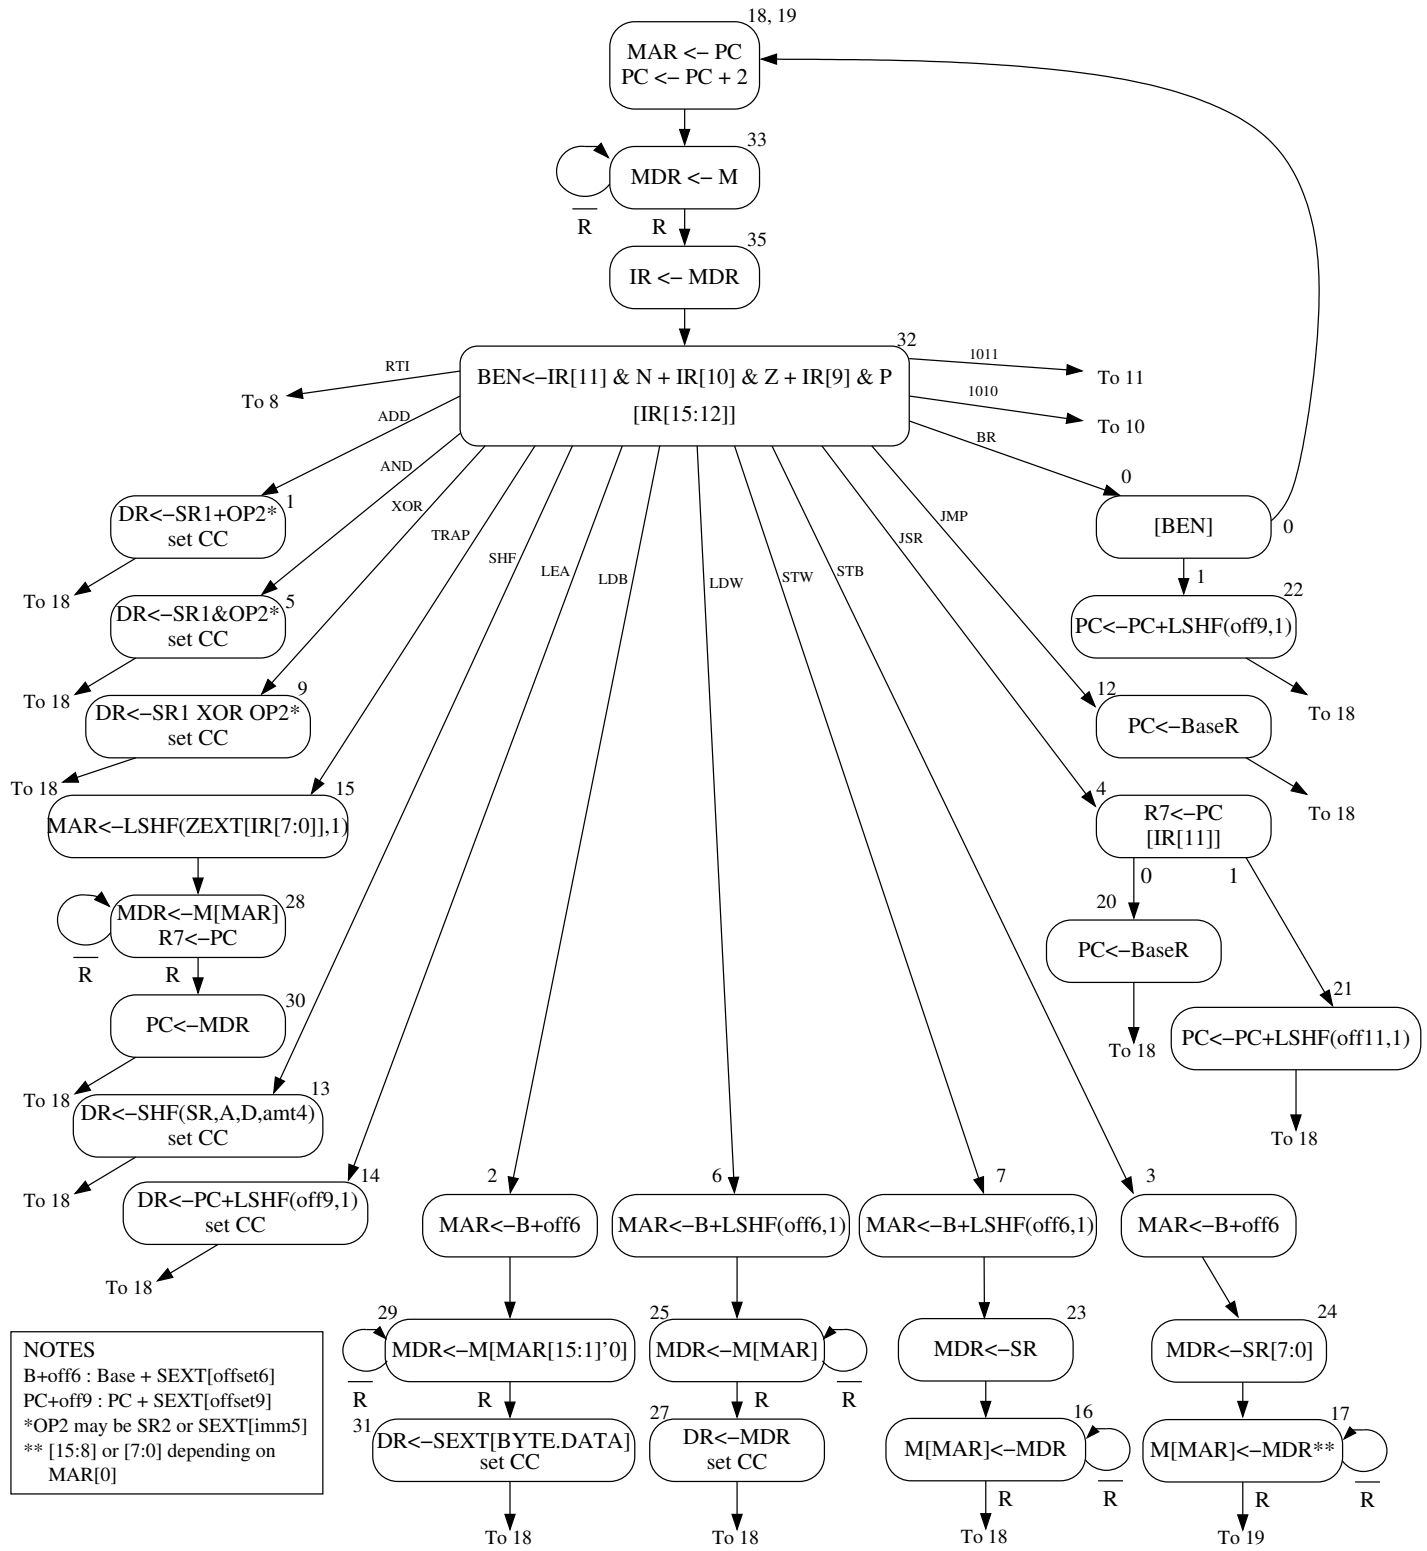 18, 19
MAR <– PC
PC <– PC + 2
33
MDR <– M
R
R
35
IR <– MDR
32
BEN<–IR[11] & N + IR[10] & Z + IR[9] & P
[IR[15:12]]
RTI
To 8
1011
To 11
1010
To 10
ADD
BR
AND
XOR
TRAP
SHF
LEA
LDB
LDW
STW
STB
JSR
JMP
1
DR<–SR1+OP2*
set CC
To 18
0
[BEN]
0
1
5
DR<–SR1&OP2*
set CC
To 18
22
PC<–PC+LSHF(off9,1)
To 18
9
DR<–SR1 XOR OP2*
set CC
To 18
12
PC<–BaseR
To 18
15
MAR<–LSHF(ZEXT[IR[7:0]],1)
4
R7<–PC
[IR[11]]
0
1
28
MDR<–M[MAR]
R7<–PC
R
R
20
PC<–BaseR
To 18
30
PC<–MDR
To 18
21
PC<–PC+LSHF(off11,1)
To 18
13
DR<–SHF(SR,A,D,amt4)
set CC
To 18
14
DR<–PC+LSHF(off9,1)
set CC
To 18
2
MAR<–B+off6
6
MAR<–B+LSHF(off6,1)
7
MAR<–B+LSHF(off6,1)
3
MAR<–B+off6
29
MDR<–M[MAR[15:1]’0]
R
R
25
MDR<–M[MAR]
R
R
23
MDR<–SR
24
MDR<–SR[7:0]
31
DR<–SEXT[BYTE.DATA]
set CC
To 18
27
DR<–MDR
set CC
To 18
16
M[MAR]<–MDR
R
R
To 18
17
M[MAR]<–MDR**
R
R
To 19
NOTES
B+off6 : Base + SEXT[offset6]
PC+off9 : PC + SEXT[offset9]
*OP2 may be SR2 or SEXT[imm5]
** [15:8] or [7:0] depending on
MAR[0]